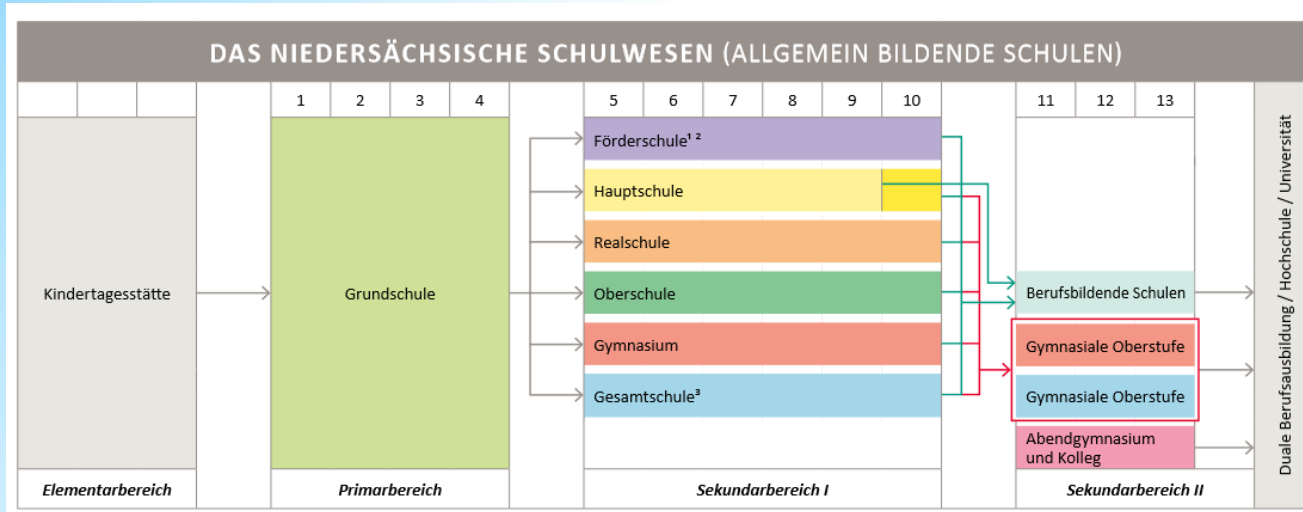 DAS NIEDERSÄCHSISCHE SCHULWESEN (ALLGEMEIN BILDENDE SCHULEN)
1 2 3 4 5 6 7 8 9 10 11 12 13
Kindertagesstätte
Grundschule
Förderschule¹ ²
Hauptschule
Realschule
Oberschule
Gymnasium
Gesamtschule³
Berufsbildende Schulen
Gymnasiale Oberstufe
Gymnasiale Oberstufe
Abendgymnasium
und Kolleg
Duale Berufsausbildung / Hochschule / Universität
Elementarbereich
Primarbereich
Sekundarbereich I
Sekundarbereich II